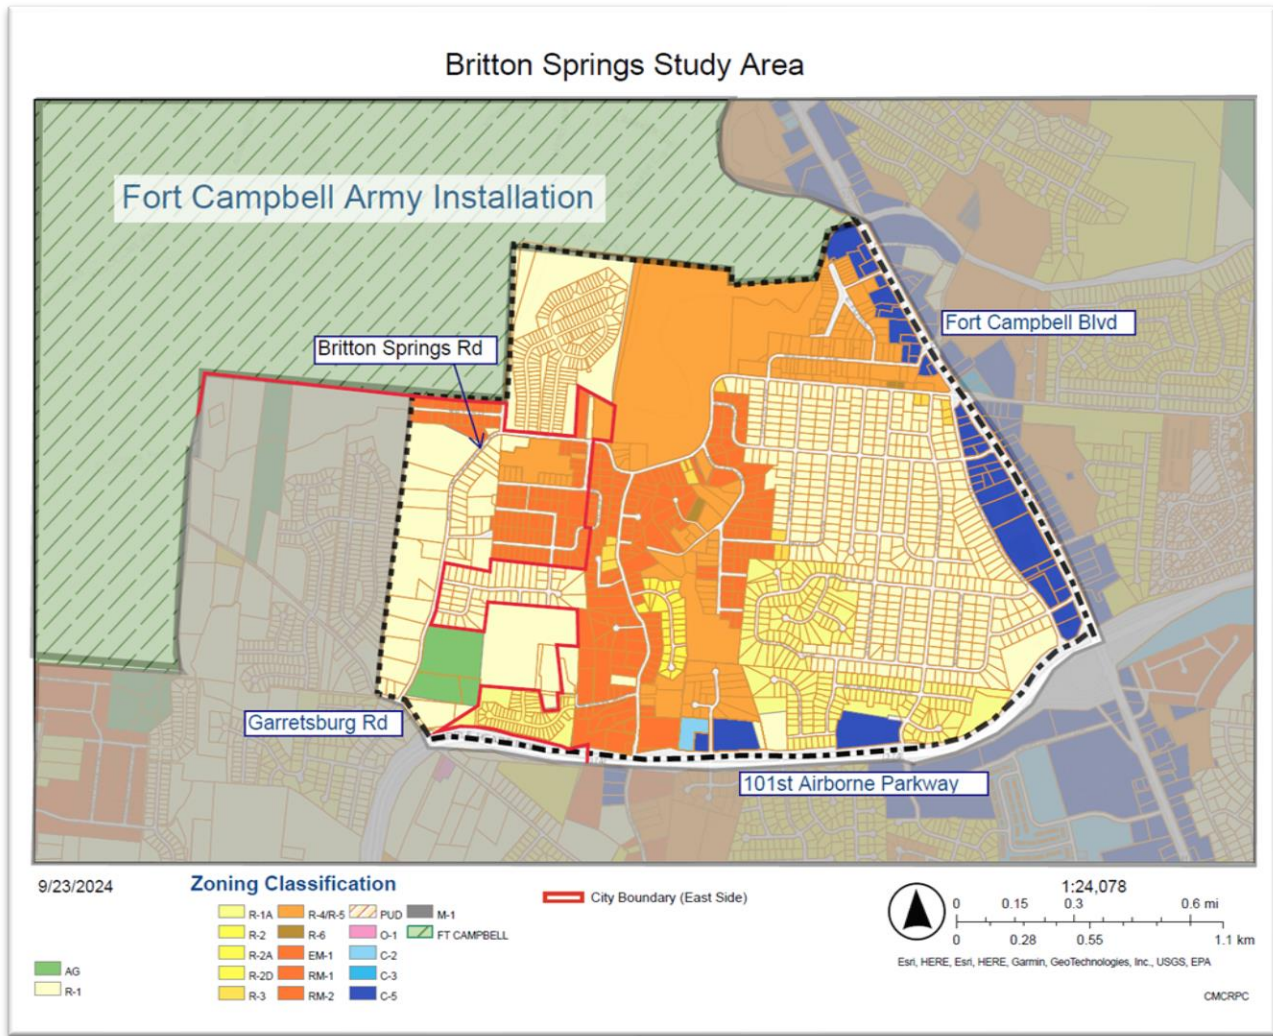 Britton Springs Study Area
Fort Campbell Army Installation
Fort Campbell Blvd
Britton Springs Rd
Garretsburg Rd
101st Airborne Parkway
9/23/2024
Zoning Classification
AG
R-1
R-1A
R-2
R-2A
R-2D
R-3
R-4/R-5
R-6
EM-1
RM-1
RM-2
PUD
O-1
C-2
C-3
C-5
M-1
FT CAMPBELL
City Boundary (East Side)
1:24,078
0 0.15 0.3 0.6 mi
0 0.28 0.55 1.1 km
Esri, HERE, Esri, HERE, Garmin, GeoTechnologies, Inc., USGS, EPA
CMCRPC